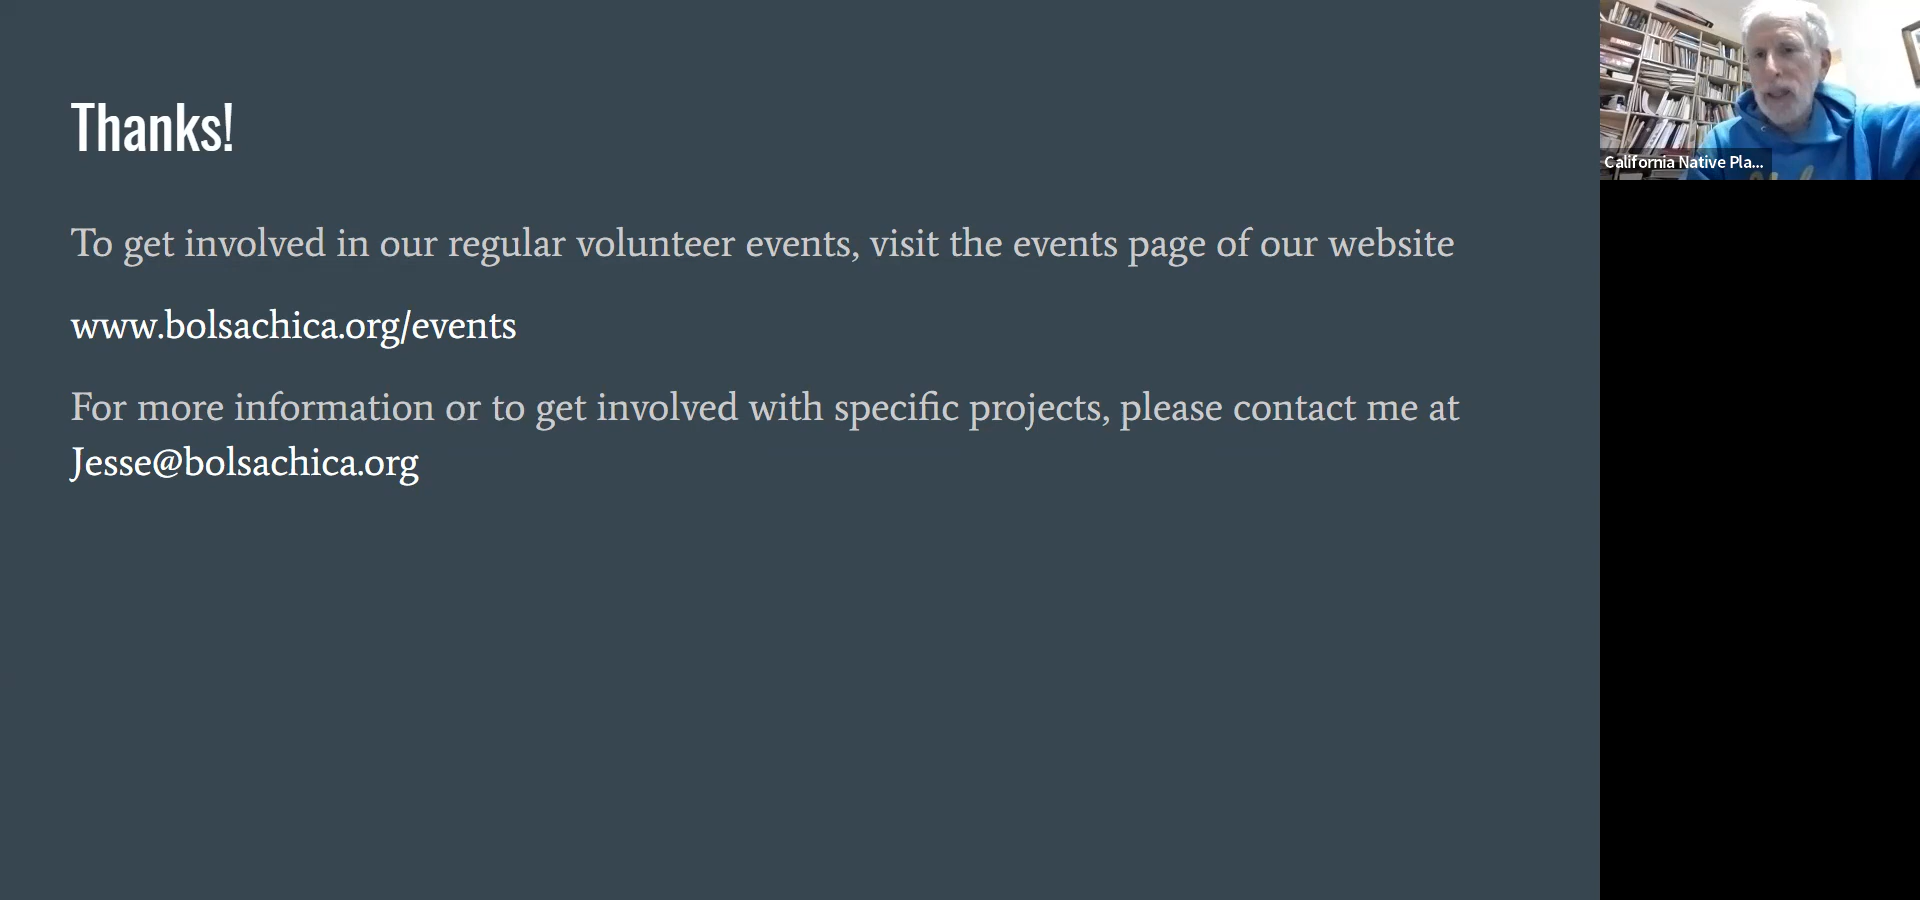 Thanks!
To get involved in our regular volunteer events, visit the events page of our website
www.bolsachica.org/events
For more information or to get involved with specific projects, please contact me at
Jesse@bolsachica.org
California Native Pla...